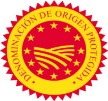 DENOMINACIÓN DE ORIGEN PROTEGIDA